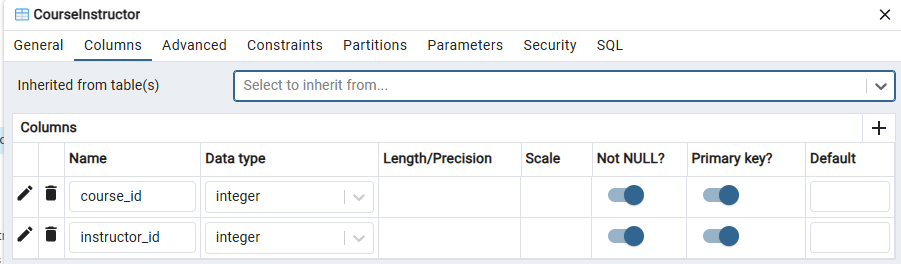 CourseInstructor
General Columns Advanced Constraints Partitions Parameters Security SQL
Inherited from table(s) Select to inherit from...
Columns
Name Data type Length/Precision Scale Not NULL? Primary key? Default
course_id integer
instructor_id integer